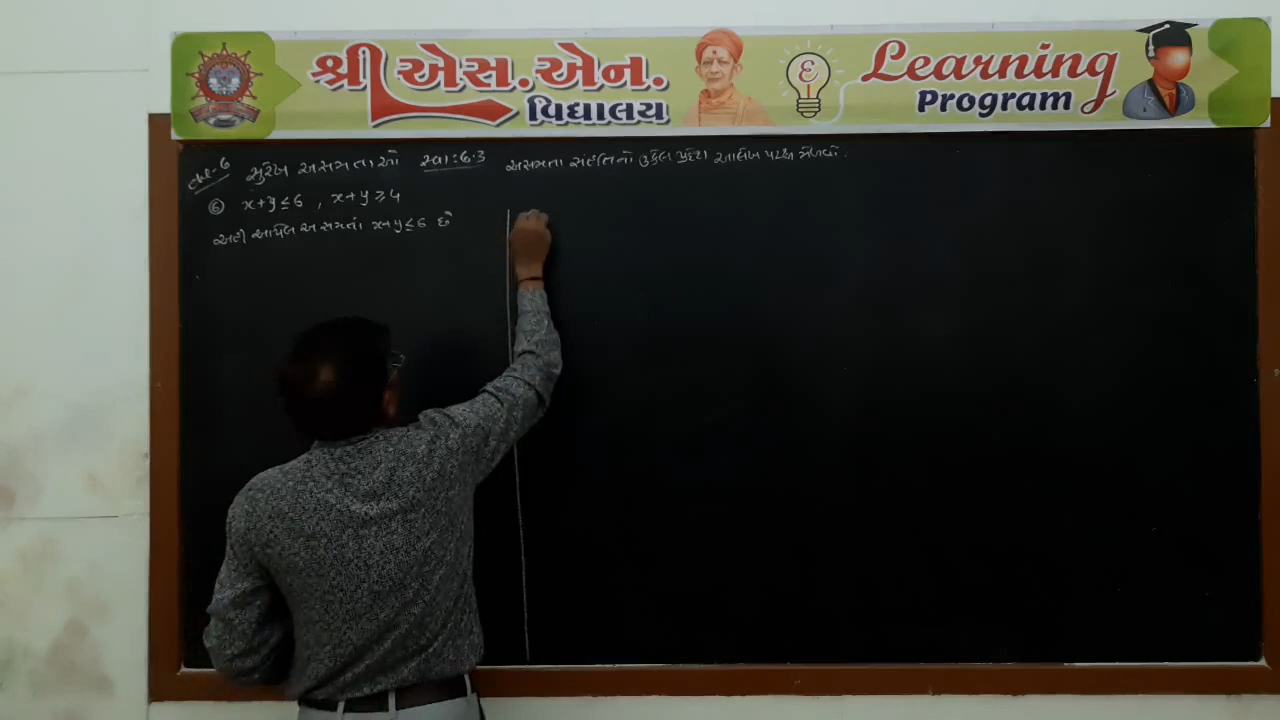 શ્રી એસ.એન.
વિદ્યાલય
Learning
Program
પ્રક-6 સુરેખ અસમતાઓ સ્વા:6.3 અસમતા સંહતિનો ઉકેલ પ્રદેશ આલેખ પરથી મેળવો.
⑥ x+y≤6 , x+y≥4
અહીં આપેલ અસમતા x+y≤6 છે